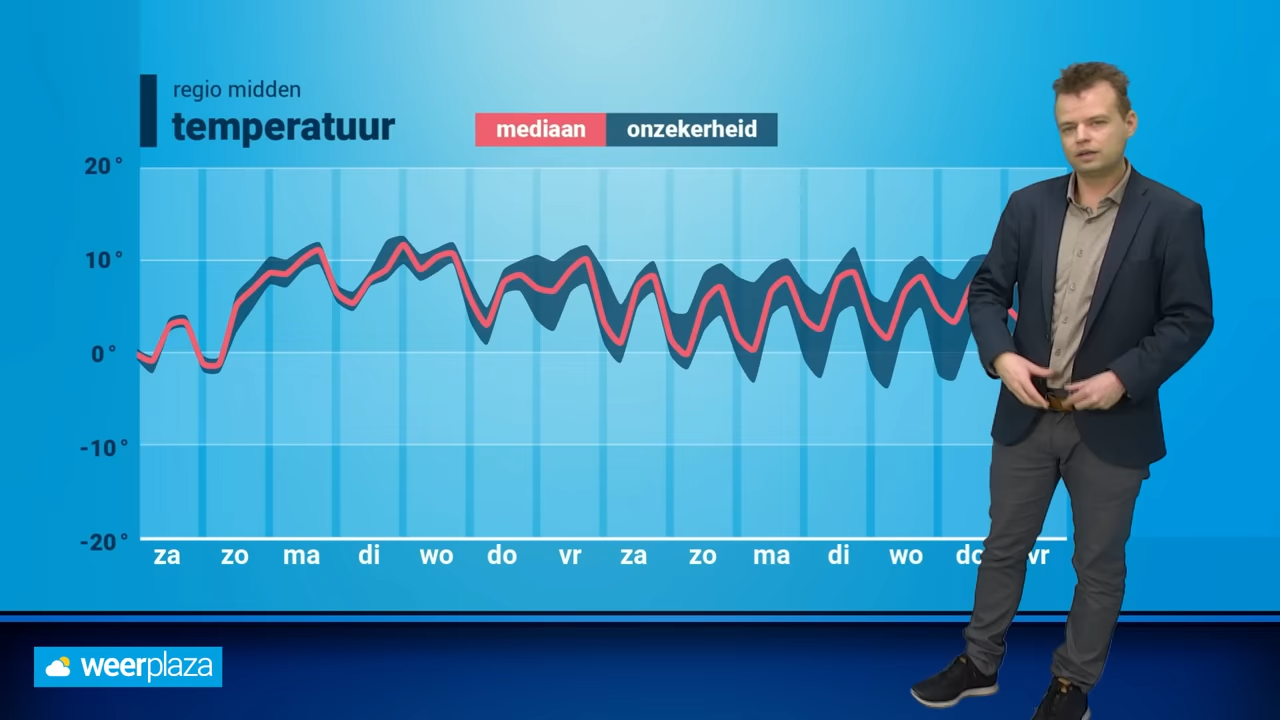 regio midden
temperatuur
mediaan onzekerheid
20°
10°
0°
-10°
-20°
za zo ma di wo do vr za zo ma di wo do vr
weerplaza